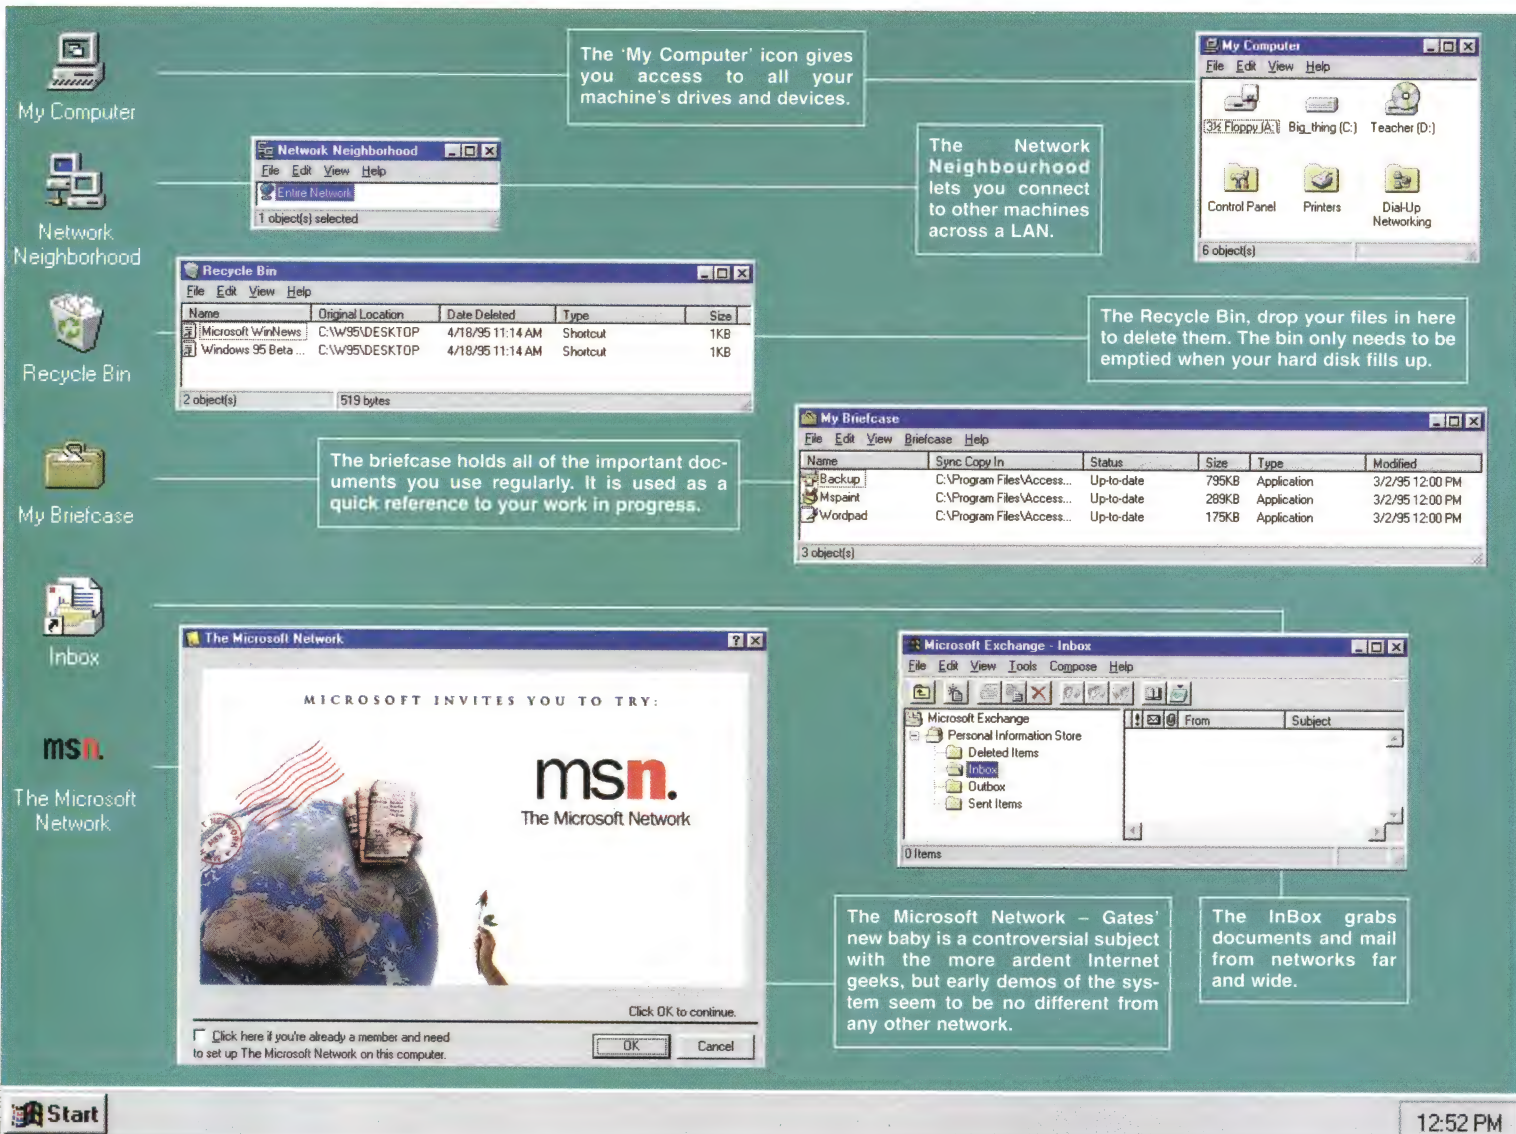 My Computer
The 'My Computer' icon gives
you access to all your
machine's drives and devices.
My Computer
File Edit View Help
3½ Floppy (A:) Big_thing (C:) Teacher (D:)
Control Panel Printers Dial-Up
Networking
6 object(s)
Network
Neighborhood
Network Neighborhood
File Edit View Help
Entire Network
1 object(s) selected
The Network
Neighbourhood
lets you connect
to other machines
across a LAN.
Recycle Bin
Recycle Bin
File Edit View Help
Name Original Location Date Deleted Type Size
Microsoft WinNews C:\W95\DESKTOP 4/18/95 11:14 AM Shortcut 1KB
Windows 95 Beta ... C:\W95\DESKTOP 4/18/95 11:14 AM Shortcut 1KB
2 object(s) 519 bytes
The Recycle Bin, drop your files in here
to delete them. The bin only needs to be
emptied when your hard disk fills up.
My Briefcase
The briefcase holds all of the important doc-
uments you use regularly. It is used as a
quick reference to your work in progress.
My Briefcase
File Edit View Briefcase Help
Name Sync Copy In Status Size Type Modified
Backup C:\Program Files\Access... Up-to-date 795KB Application 3/2/95 12:00 PM
Mspaint C:\Program Files\Access... Up-to-date 289KB Application 3/2/95 12:00 PM
Wordpad C:\Program Files\Access... Up-to-date 175KB Application 3/2/95 12:00 PM
3 object(s)
Inbox
msn.
The Microsoft
Network
The Microsoft Network
MICROSOFT INVITES YOU TO TRY:
msn.
The Microsoft Network
Click OK to continue.
Click here if you're already a member and need
to set up The Microsoft Network on this computer.
OK Cancel
Microsoft Exchange - Inbox
File Edit View Tools Compose Help
Microsoft Exchange
Personal Information Store
Deleted Items
Inbox
Outbox
Sent Items
From Subject
0 Items
The Microsoft Network – Gates'
new baby is a controversial subject
with the more ardent Internet
geeks, but early demos of the sys-
tem seem to be no different from
any other network.
The InBox grabs
documents and mail
from networks far
and wide.
Start
12:52 PM